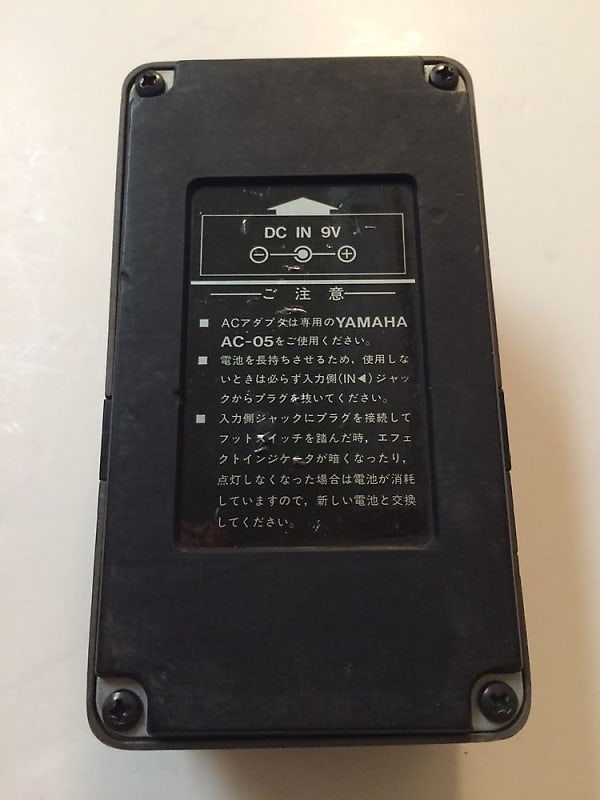 DC IN 9V
ご注意
■ ACアダプタは専用のYAMAHA
AC-05をご使用ください。
■ 電池を長持ちさせるため，使用しな
いときは必らず入力側(IN◀)ジャッ
クからプラグを抜いてください。
■ 入力側ジャックにプラグを接続して
フットスイッチを踏んだ時，エフェ
クトインジケータが暗くなったり，
点灯しなくなった場合は電池が消耗
していますので，新しい電池と交換
してください。